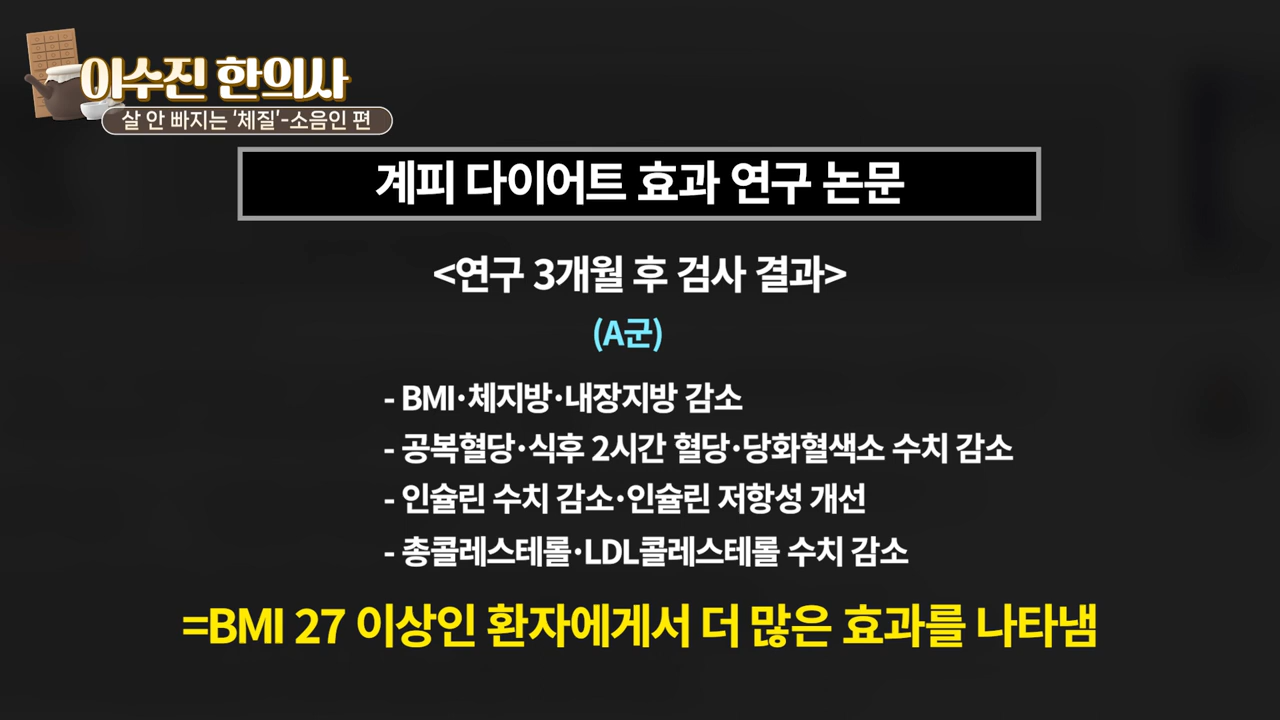 이수진 한의사
살 안 빠지는 '체질'-소음인 편
계피 다이어트 효과 연구 논문
<연구 3개월 후 검사 결과>
(A군)
- BMI·체지방·내장지방 감소
- 공복혈당·식후 2시간 혈당·당화혈색소 수치 감소
- 인슐린 수치 감소·인슐린 저항성 개선
- 총콜레스테롤·LDL콜레스테롤 수치 감소
=BMI 27 이상인 환자에게서 더 많은 효과를 나타냄